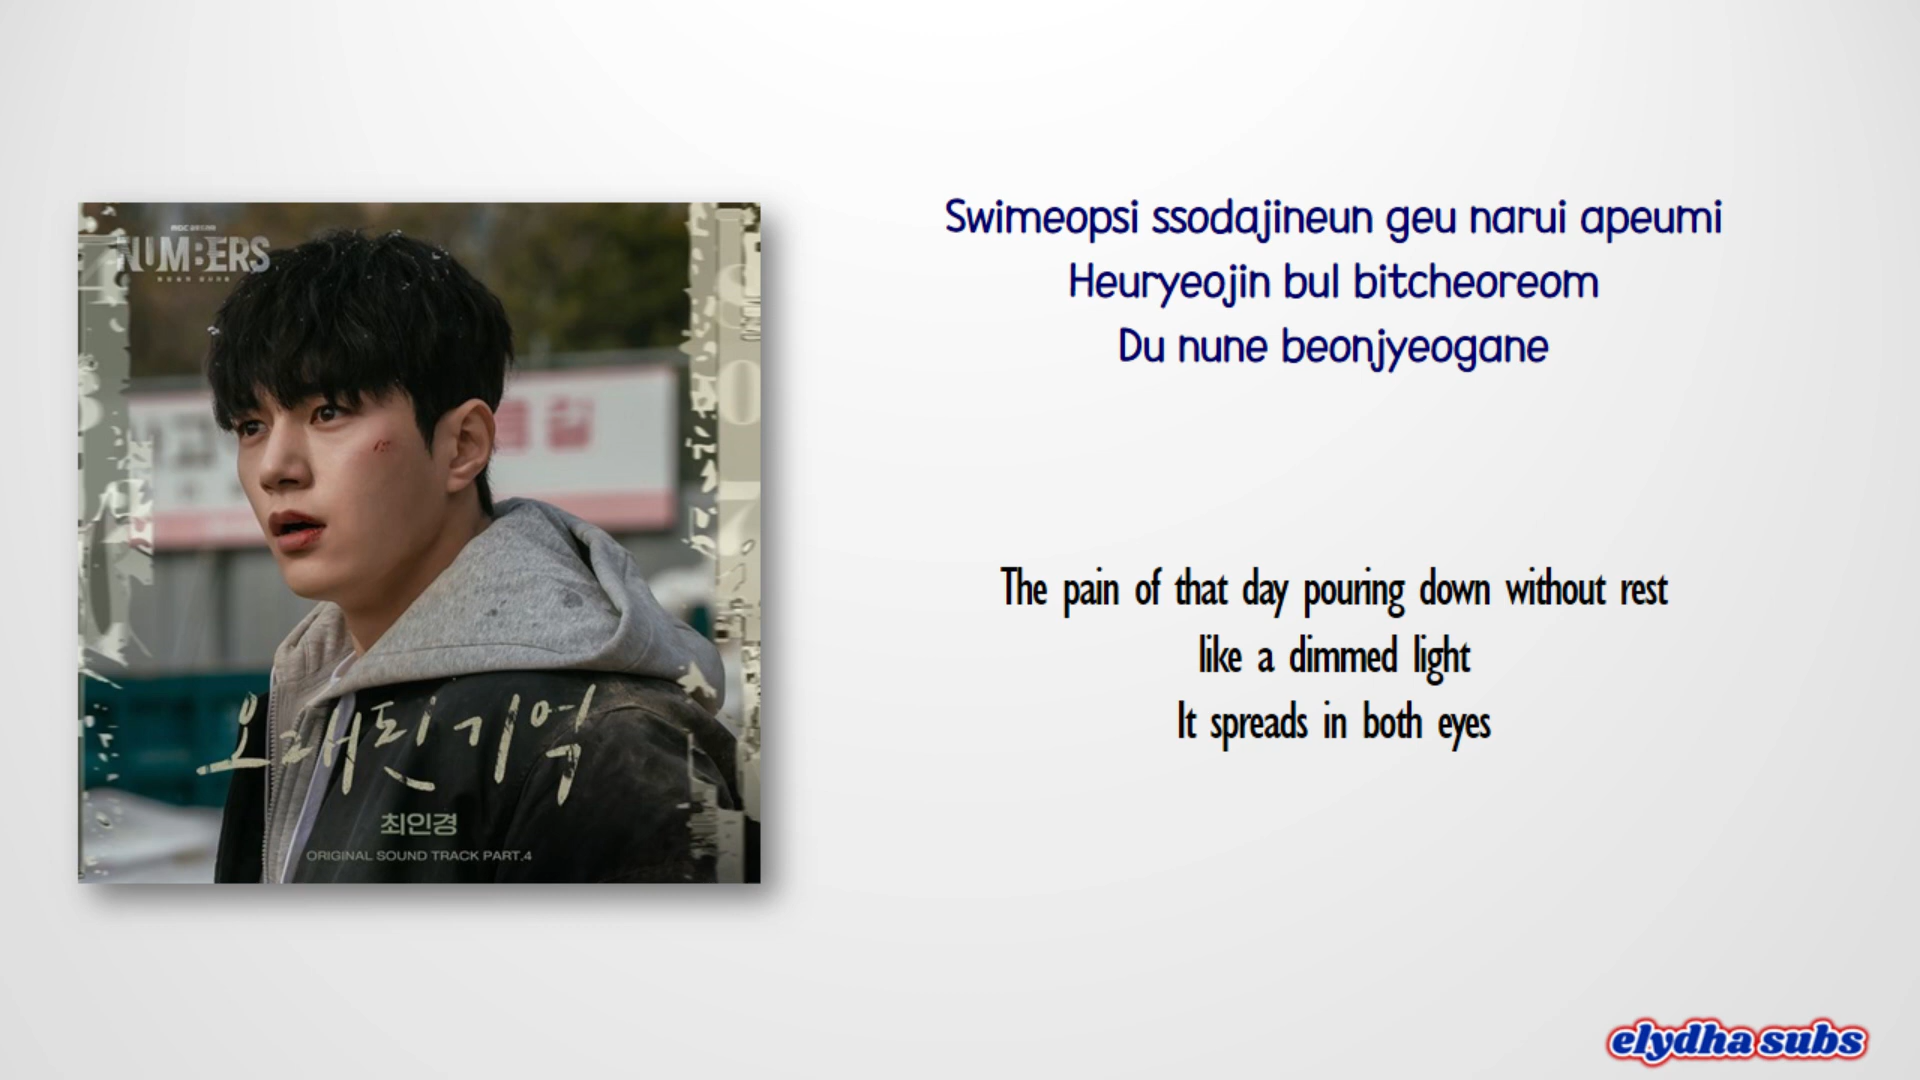 NUMBERS
오래된 기억
최인경
ORIGINAL SOUND TRACK PART.4
Swimeopsi ssodajineun geu narui apeumi
Heuryeojin bul bitcheoreom
Du nune beonjyeogane
The pain of that day pouring down without rest
like a dimmed light
It spreads in both eyes
elydha subs